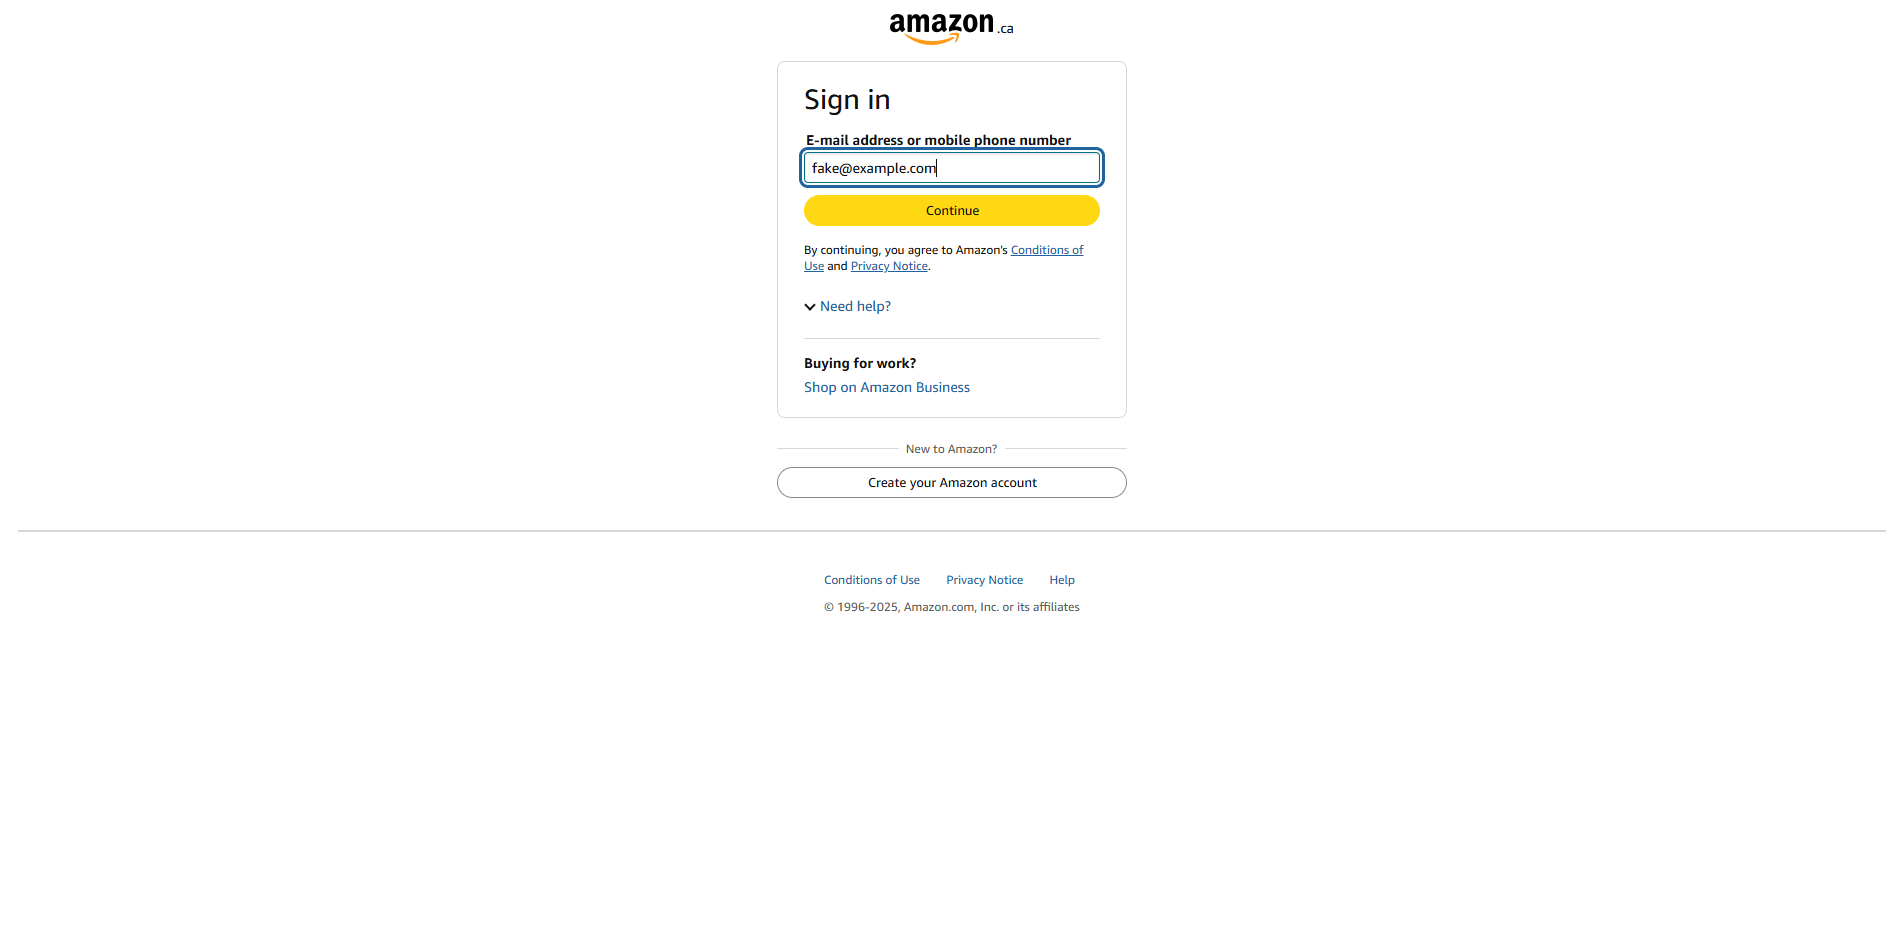 amazon.ca
Sign in
E-mail address or mobile phone number
fake@example.com
Continue
By continuing, you agree to Amazon's Conditions of
Use and Privacy Notice.
Need help?
Buying for work?
Shop on Amazon Business
New to Amazon?
Create your Amazon account
Conditions of Use Privacy Notice Help
© 1996-2025, Amazon.com, Inc. or its affiliates